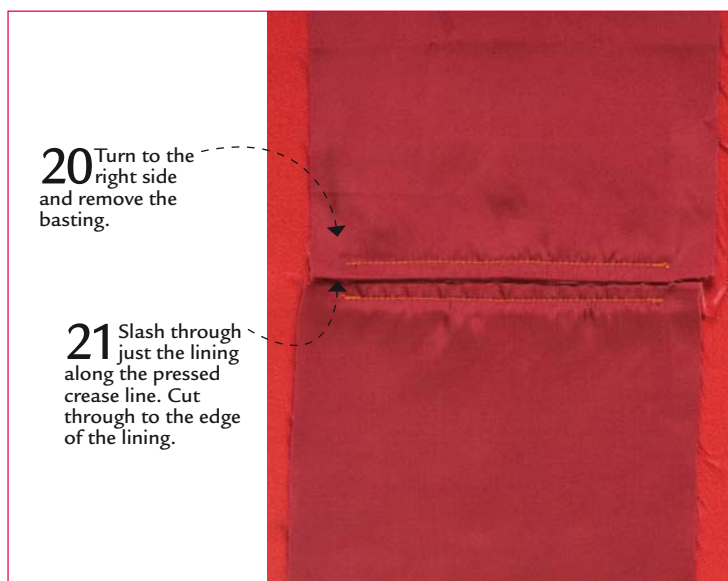 20 Turn to the
right side
and remove the
basting.
21 Slash through
just the lining
along the pressed
crease line. Cut
through to the edge
of the lining.